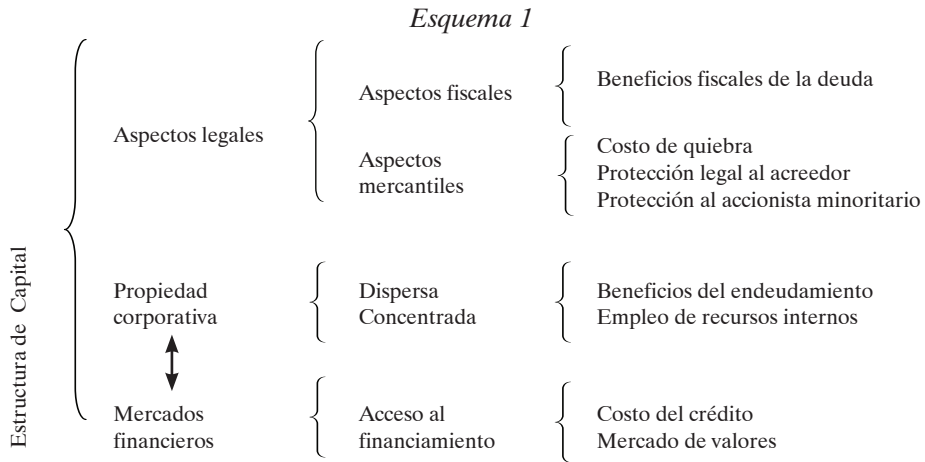 Esquema 1
Estructura de Capital
Aspectos legales
Aspectos fiscales
Beneficios fiscales de la deuda
Aspectos
mercantiles
Costo de quiebra
Protección legal al acreedor
Protección al accionista minoritario
Propiedad
corporativa
Dispersa
Concentrada
Beneficios del endeudamiento
Empleo de recursos internos
Mercados
financieros
Acceso al
financiamiento
Costo del crédito
Mercado de valores